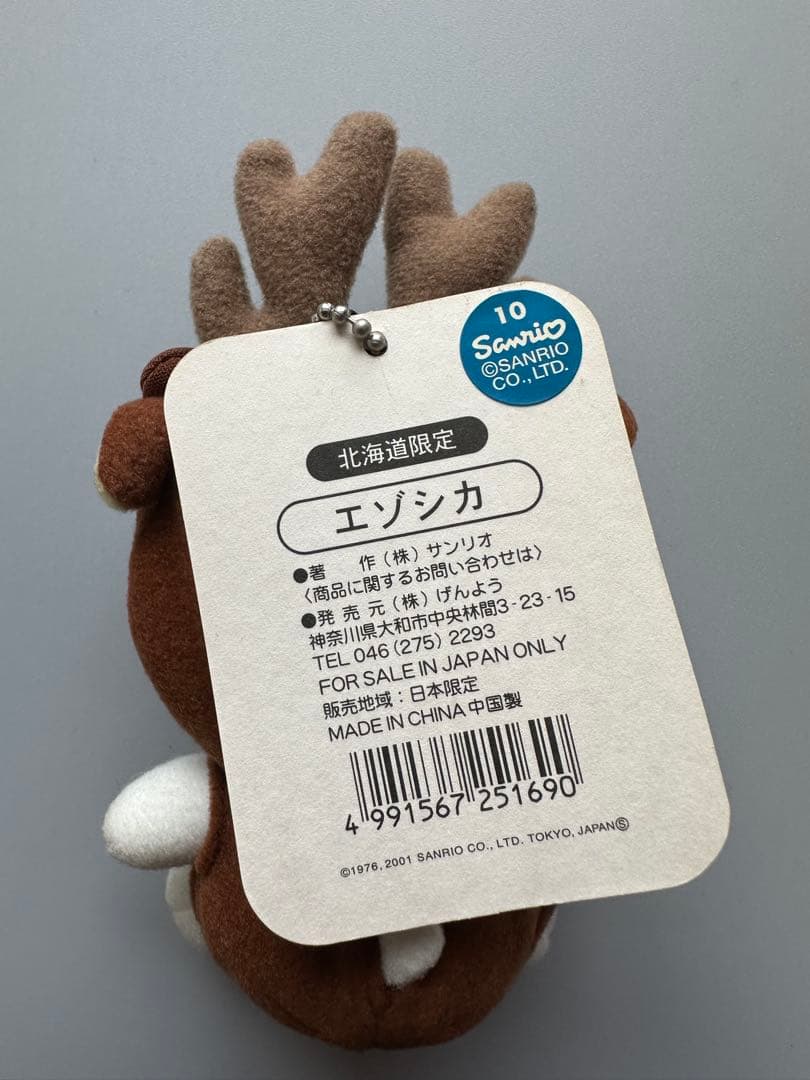 10
Sanrio
©SANRIO
CO.,LTD.
北海道限定
エゾシカ
●著　作(株)サンリオ
〈商品に関するお問い合わせは〉
●発売元(株)げんよう
神奈川県大和市中央林間3-23-15
TEL 046(275)2293
FOR SALE IN JAPAN ONLY
販売地域：日本限定
MADE IN CHINA 中国製
4 991567 251690
©1976, 2001 SANRIO CO., LTD. TOKYO, JAPANⓈ